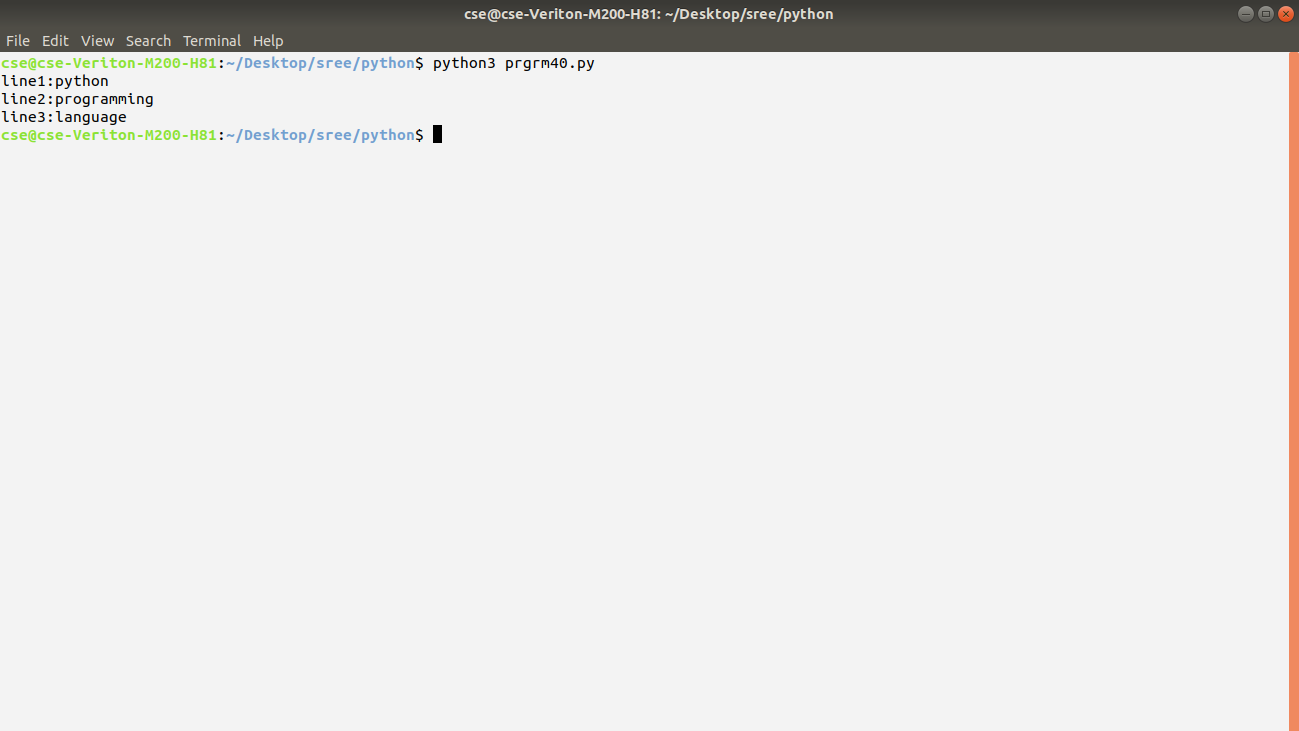 cse@cse-Veriton-M200-H81: ~/Desktop/sree/python
File Edit View Search Terminal Help
cse@cse-Veriton-M200-H81:~/Desktop/sree/python$ python3 prgrm40.py
line1:python
line2:programming
line3:language
cse@cse-Veriton-M200-H81:~/Desktop/sree/python$